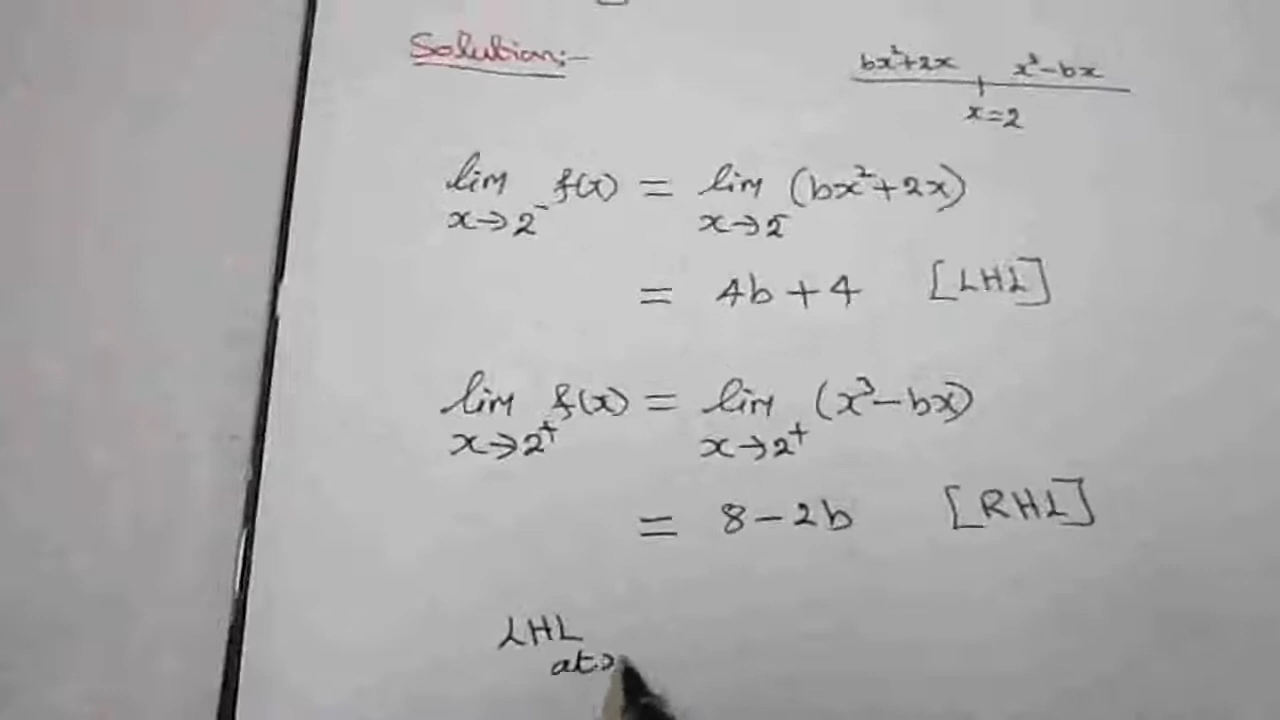 Solution:-
bx²+2x x³-bx
x=2
lim f(x) = lim (bx²+2x)
x→2⁻ x→2⁻
= 4b+4 [LHL]
lim f(x) = lim (x³-bx)
x→2⁺ x→2⁺
= 8-2b [RHL]
LHL
at